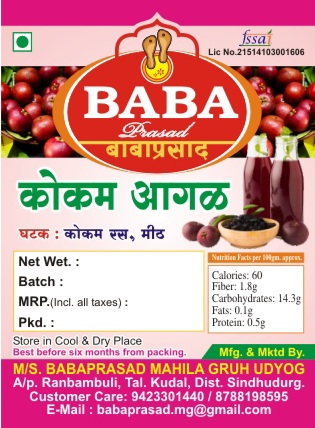 fssai
Lic No.21514103001606
BABA
Prasad
बाबाप्रसाद
कोकम आगळ
घटक : कोकम रस, मीठ
Net Wet. :
Batch :
MRP.(Incl. all taxes) :
Pkd. :
Nutrition Facts per 100gm. approx.
Calories: 60
Fiber: 1.8g
Carbohydrates: 14.3g
Fats: 0.1g
Protein: 0.5g
Store in Cool & Dry Place
Best before six months from packing.
Mfg. & Mktd By.
M/S. BABAPRASAD MAHILA GRUH UDYOG
A/p. Ranbambuli, Tal. Kudal, Dist. Sindhudurg.
Customer Care: 9423301440 / 8788198595
E-Mail : babaprasad.mg@gmail.com